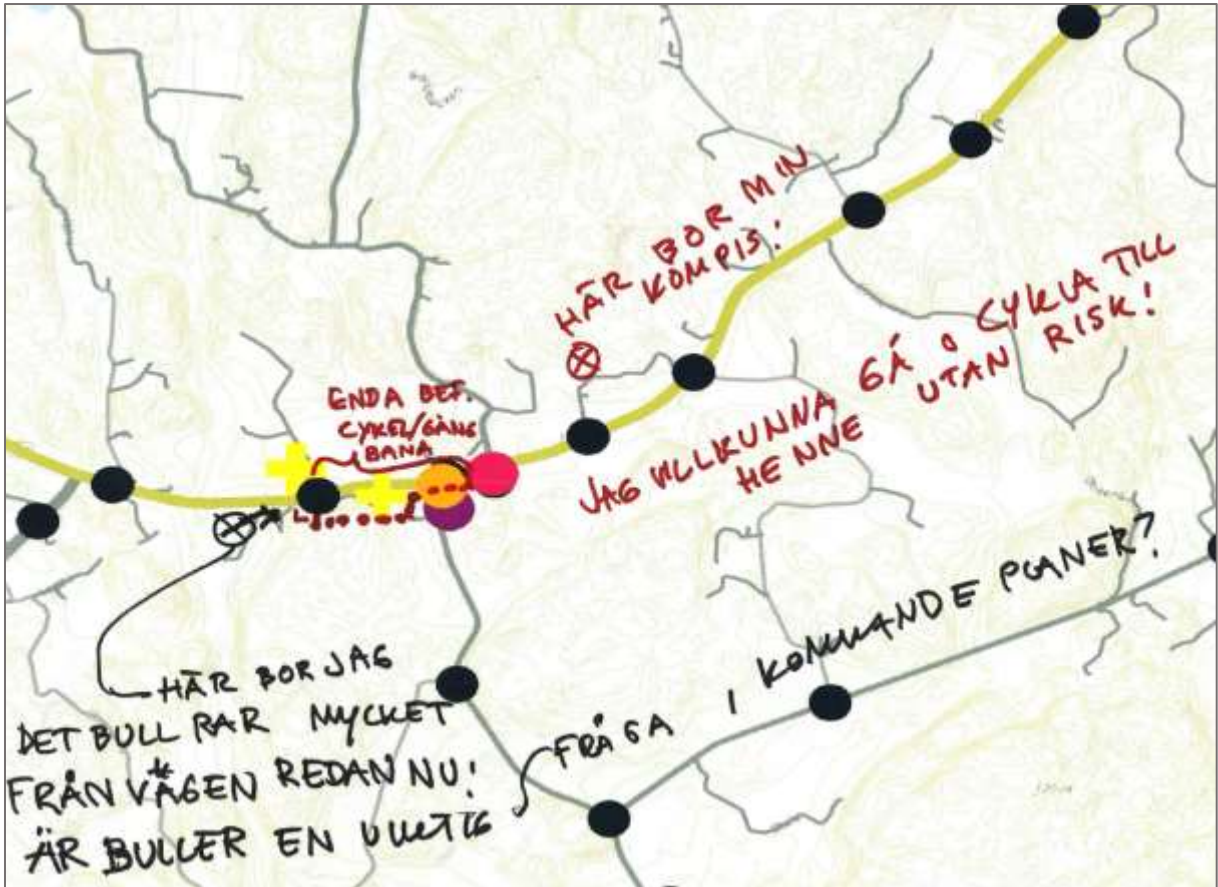 HÄR BOR MIN
KOMPIS!
ENDA BEF.
CYKEL/GÅNG
BANA
JAG VILL KUNNA GÅ O CYKLA TILL
HENNE UTAN RISK!
HÄR BOR JAG
DET BULLRAR MYCKET
FRÅN VÄGEN REDAN NU!
ÄR BULLER EN VIKTIG
FRÅGA I KOMMANDE PLANER?